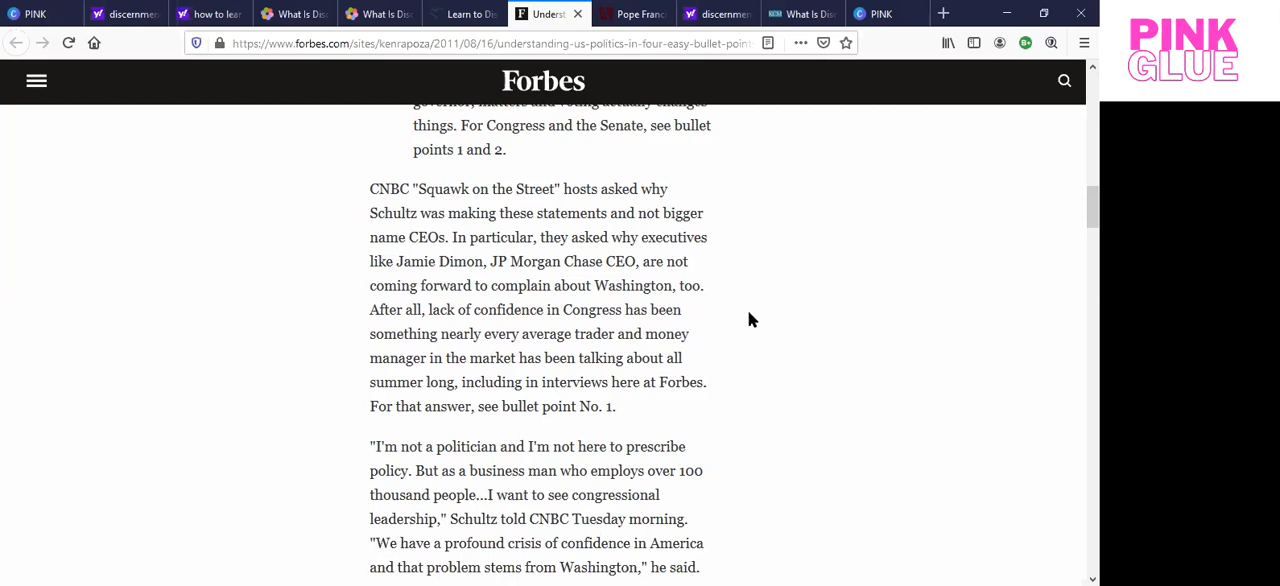 PINK
discernmen
how to lear
What Is Disc
What Is Disc
Learn to Dis
Underst
Pope Franc
discernmen
What Is Disc
PINK
https://www.forbes.com/sites/kenrapoza/2011/08/16/understanding-us-politics-in-four-easy-bullet-point
PINK
GLUE
Forbes
governor, matters and voting actually changes
things. For Congress and the Senate, see bullet
points 1 and 2.
CNBC "Squawk on the Street" hosts asked why
Schultz was making these statements and not bigger
name CEOs. In particular, they asked why executives
like Jamie Dimon, JP Morgan Chase CEO, are not
coming forward to complain about Washington, too.
After all, lack of confidence in Congress has been
something nearly every average trader and money
manager in the market has been talking about all
summer long, including in interviews here at Forbes.
For that answer, see bullet point No. 1.
"I'm not a politician and I'm not here to prescribe
policy. But as a business man who employs over 100
thousand people...I want to see congressional
leadership," Schultz told CNBC Tuesday morning.
"We have a profound crisis of confidence in America
and that problem stems from Washington," he said.